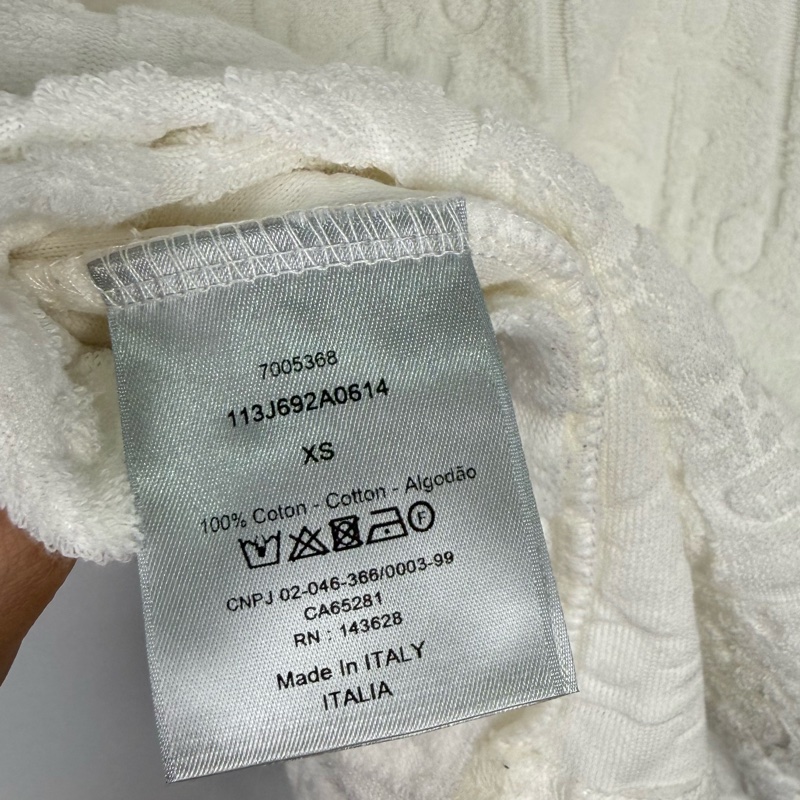 7005368
113J692A0614
XS
100% Coton - Cotton - Algodão
F
CNPJ 02-046-366/0003-99
CA65281
RN : 143628
Made In ITALY
ITALIA